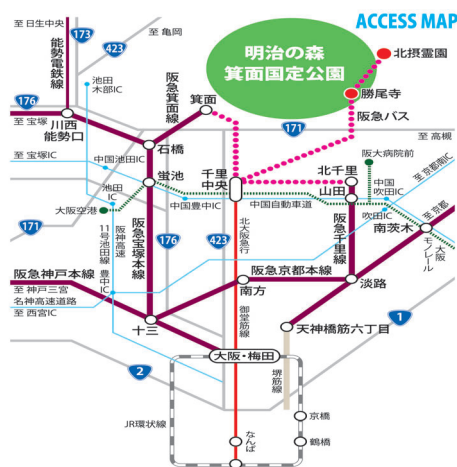 ACCESS MAP
至 日生中央
173
423
至 亀岡
能勢電鉄線
池田
木部IC
明治の森
箕面国定公園
北摂霊園
勝尾寺
阪急バス
176
至 宝塚
川西
能勢口
阪急箕面線
箕面
171
至 高槻
石橋
至 宝塚IC
中国池田IC
千里
中央
北千里
阪大病院前
至 京都南IC
蛍池
池田
IC
大阪空港
中国豊中IC
中国自動車道
山田
中国
吹田IC
吹田IC
至 京都
171
11号池田線
阪神高速
豊中IC
阪急宝塚本線
176
423
北大阪急行
阪急千里線
南茨木
大阪
モノレール
阪急神戸本線
至 神戸三宮
名神高速道路
至 西宮IC
阪急京都本線
南方
淡路
十三
御堂筋線
天神橋筋六丁目
1
大阪・梅田
2
堺筋線
JR環状線
京橋
なんば
鶴橋